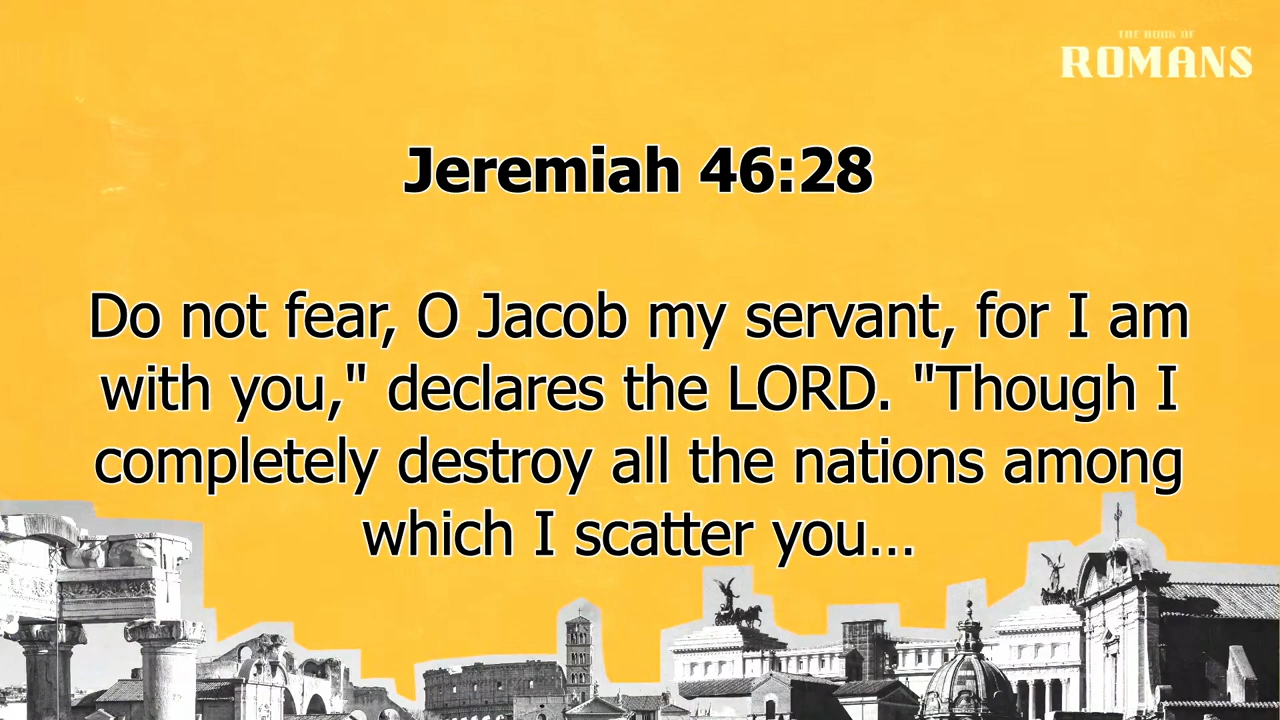 THE BOOK OF
ROMANS
Jeremiah 46:28
Do not fear, O Jacob my servant, for I am
with you," declares the LORD. "Though I
completely destroy all the nations among
which I scatter you...